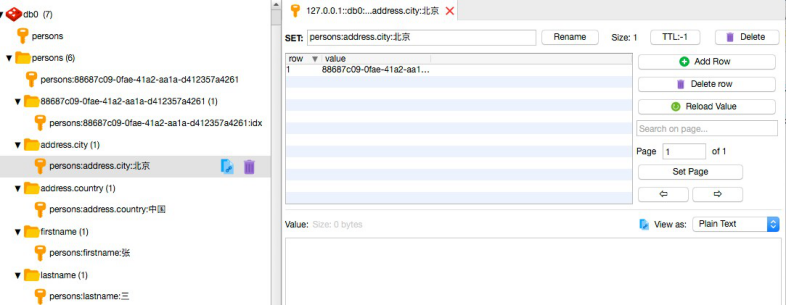 db0 (7)
persons
persons (6)
persons:88687c09-0fae-41a2-aa1a-d412357a4261
88687c09-0fae-41a2-aa1a-d412357a4261 (1)
persons:88687c09-0fae-41a2-aa1a-d412357a4261:idx
address.city (1)
persons:address.city:北京
address.country (1)
persons:address.country:中国
firstname (1)
persons:firstname:张
lastname (1)
persons:lastname:三
127.0.0.1::db0:...address.city:北京
SET: persons:address.city:北京 Rename Size: 1 TTL:-1 Delete
row value
1 88687c09-0fae-41a2-aa1...
Add Row
Delete row
Reload Value
Search on page...
Page 1 of 1
Set Page
Value: Size: 0 bytes View as: Plain Text